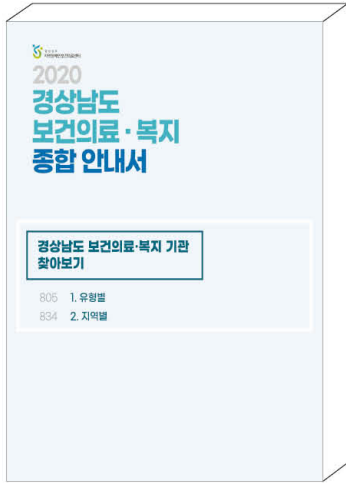 2020
경상남도
보건의료 · 복지
종합 안내서
경상남도 보건의료·복지 기관
찾아보기
805 1. 유형별
834 2. 지역별